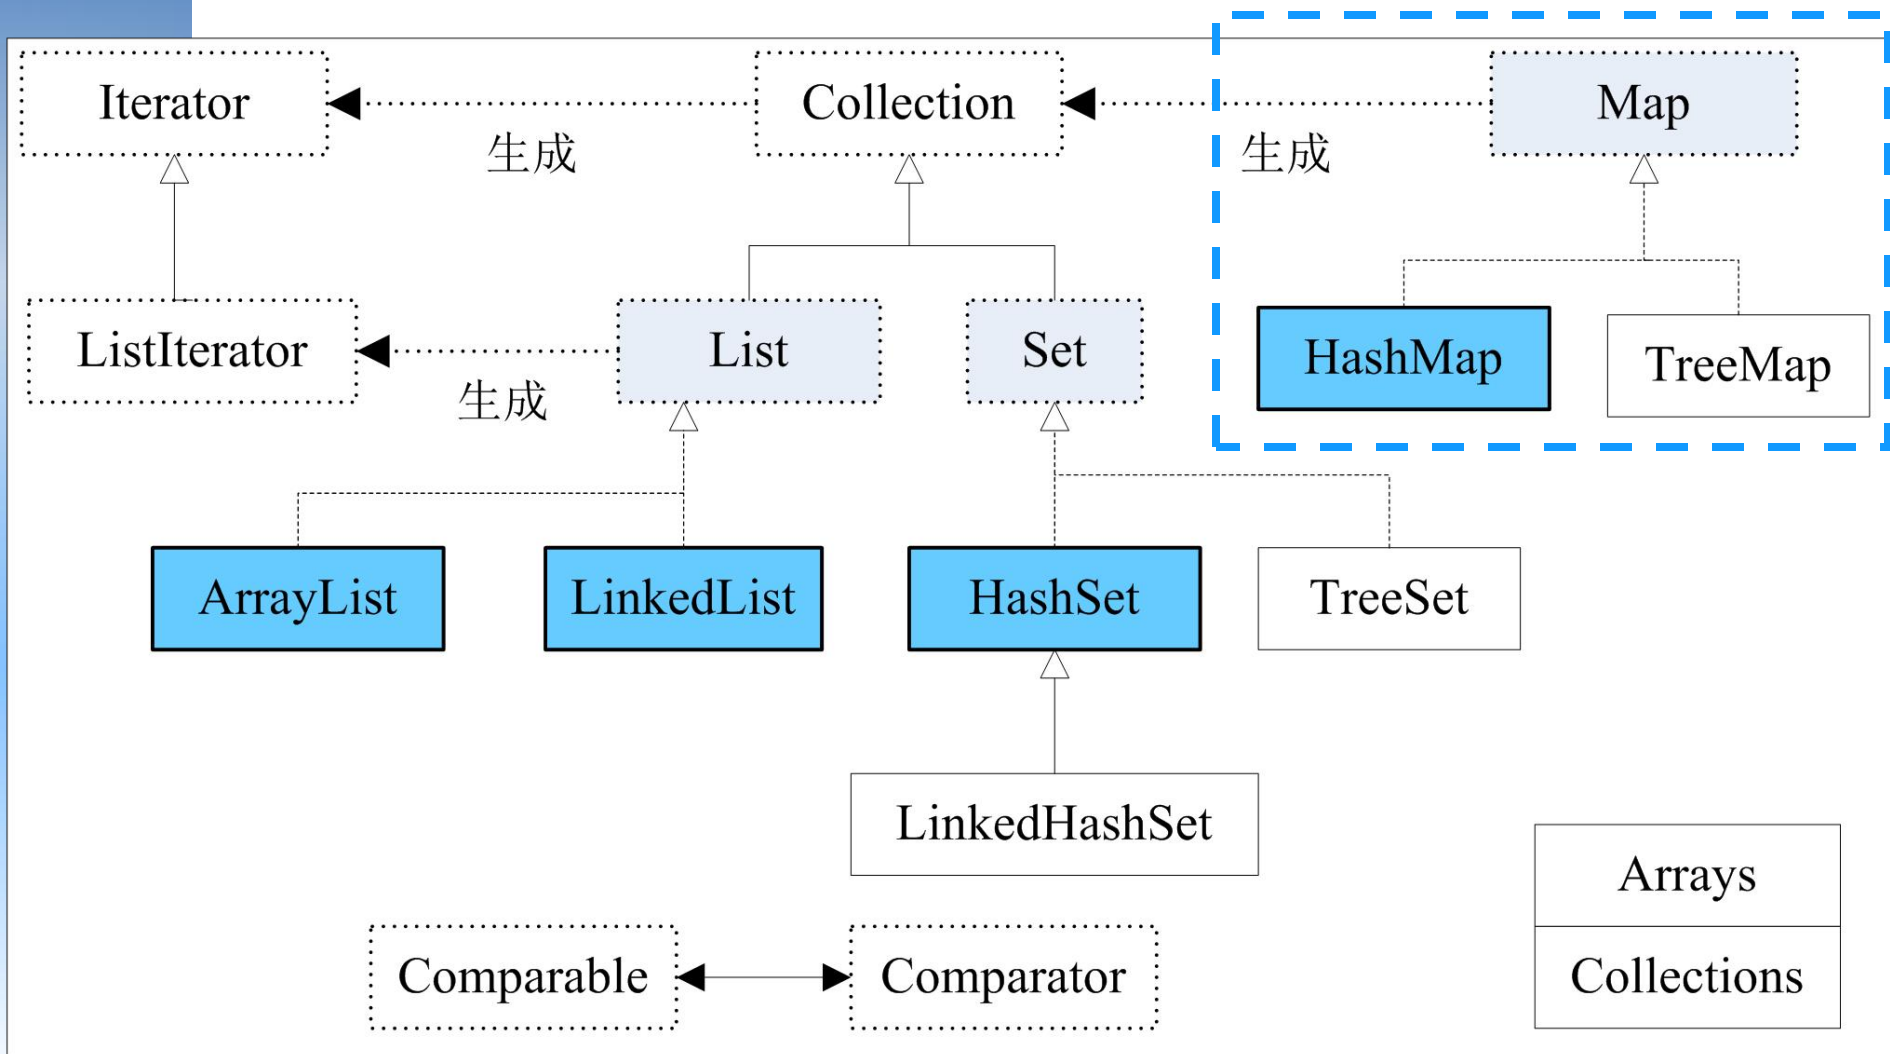 Iterator
Collection
Map
生成
生成
ListIterator
List
Set
HashMap
TreeMap
生成
ArrayList
LinkedList
HashSet
TreeSet
LinkedHashSet
Arrays
Comparable
Comparator
Collections